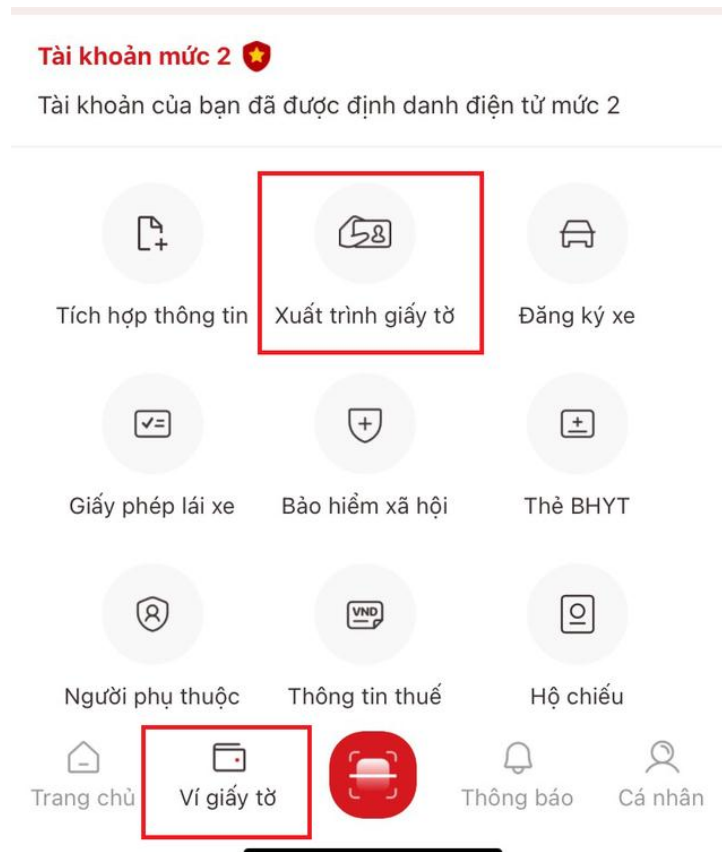 Tài khoản mức 2
Tài khoản của bạn đã được định danh điện tử mức 2
Tích hợp thông tin
Xuất trình giấy tờ
Đăng ký xe
Giấy phép lái xe
Bảo hiểm xã hội
Thẻ BHYT
VND
Người phụ thuộc
Thông tin thuế
Hộ chiếu
Trang chủ
Ví giấy tờ
Thông báo
Cá nhân